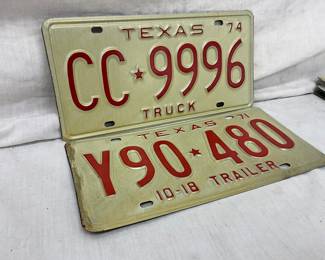 TEXAS 74
CC★9996
TRUCK
TEXAS 71
Y90★480
10-18 TRAILER